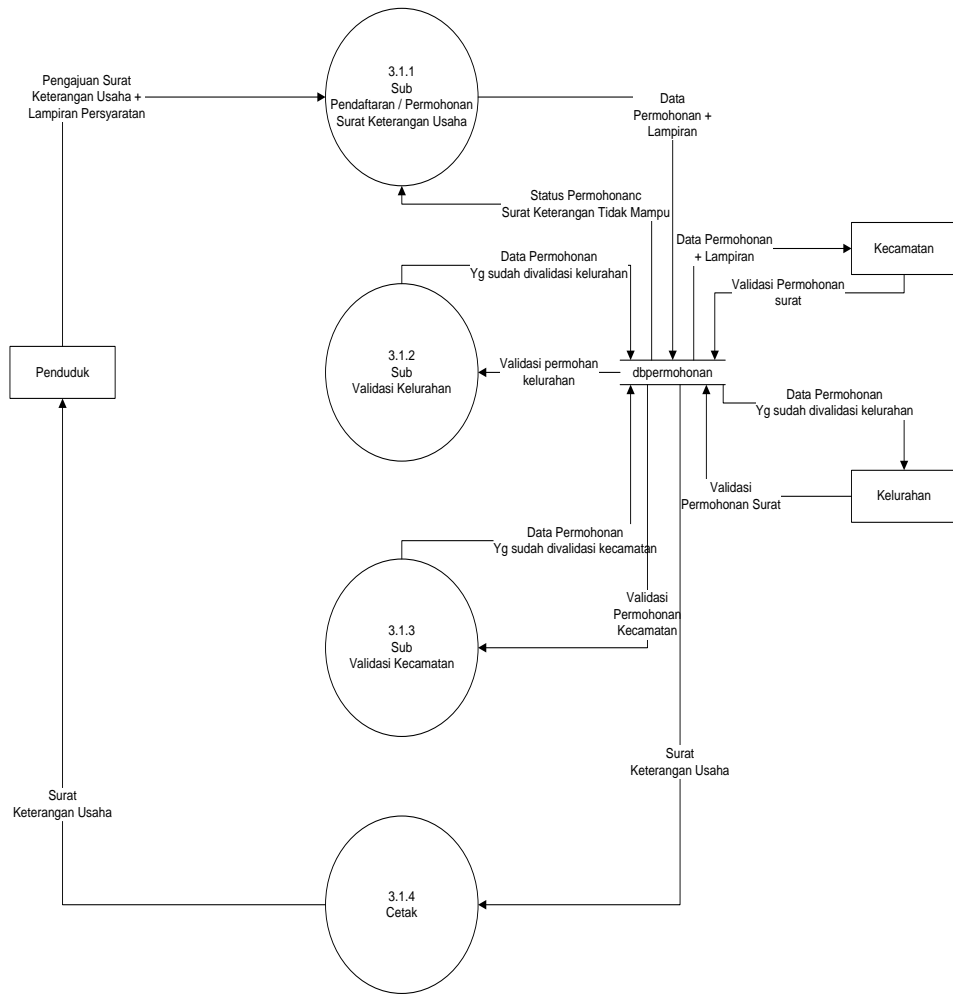 3.1.1
Sub
Pendaftaran / Permohonan
Surat Keterangan Usaha
Pengajuan Surat
Keterangan Usaha +
Lampiran Persyaratan
Data
Permohonan +
Lampiran
Status Permohonanc
Surat Keterangan Tidak Mampu
Data Permohonan
+ Lampiran
Kecamatan
Data Permohonan
Yg sudah divalidasi kelurahan
Validasi Permohonan
surat
3.1.2
Sub
Validasi Kelurahan
Validasi permohan
kelurahan
dbpermohonan
Penduduk
Data Permohonan
Yg sudah divalidasi kelurahan
Validasi
Permohonan Surat
Kelurahan
Data Permohonan
Yg sudah divalidasi kecamatan
3.1.3
Sub
Validasi Kecamatan
Validasi
Permohonan
Kecamatan
Surat
Keterangan Usaha
Surat
Keterangan Usaha
3.1.4
Cetak